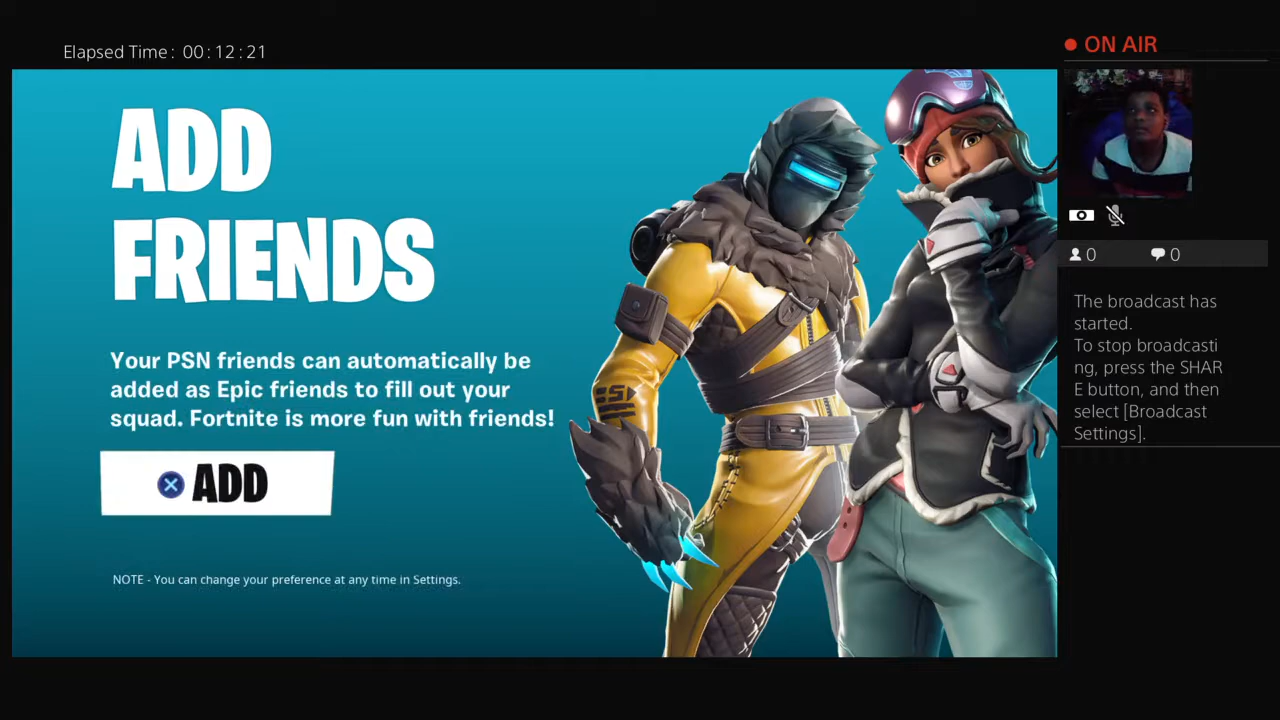 Elapsed Time: 00:12:21
ON AIR
ADD
FRIENDS
Your PSN friends can automatically be
added as Epic friends to fill out your
squad. Fortnite is more fun with friends!
ADD
NOTE - You can change your preference at any time in Settings.
0 0
The broadcast has
started.
To stop broadcasti
ng, press the SHAR
E button, and then
select [Broadcast
Settings].